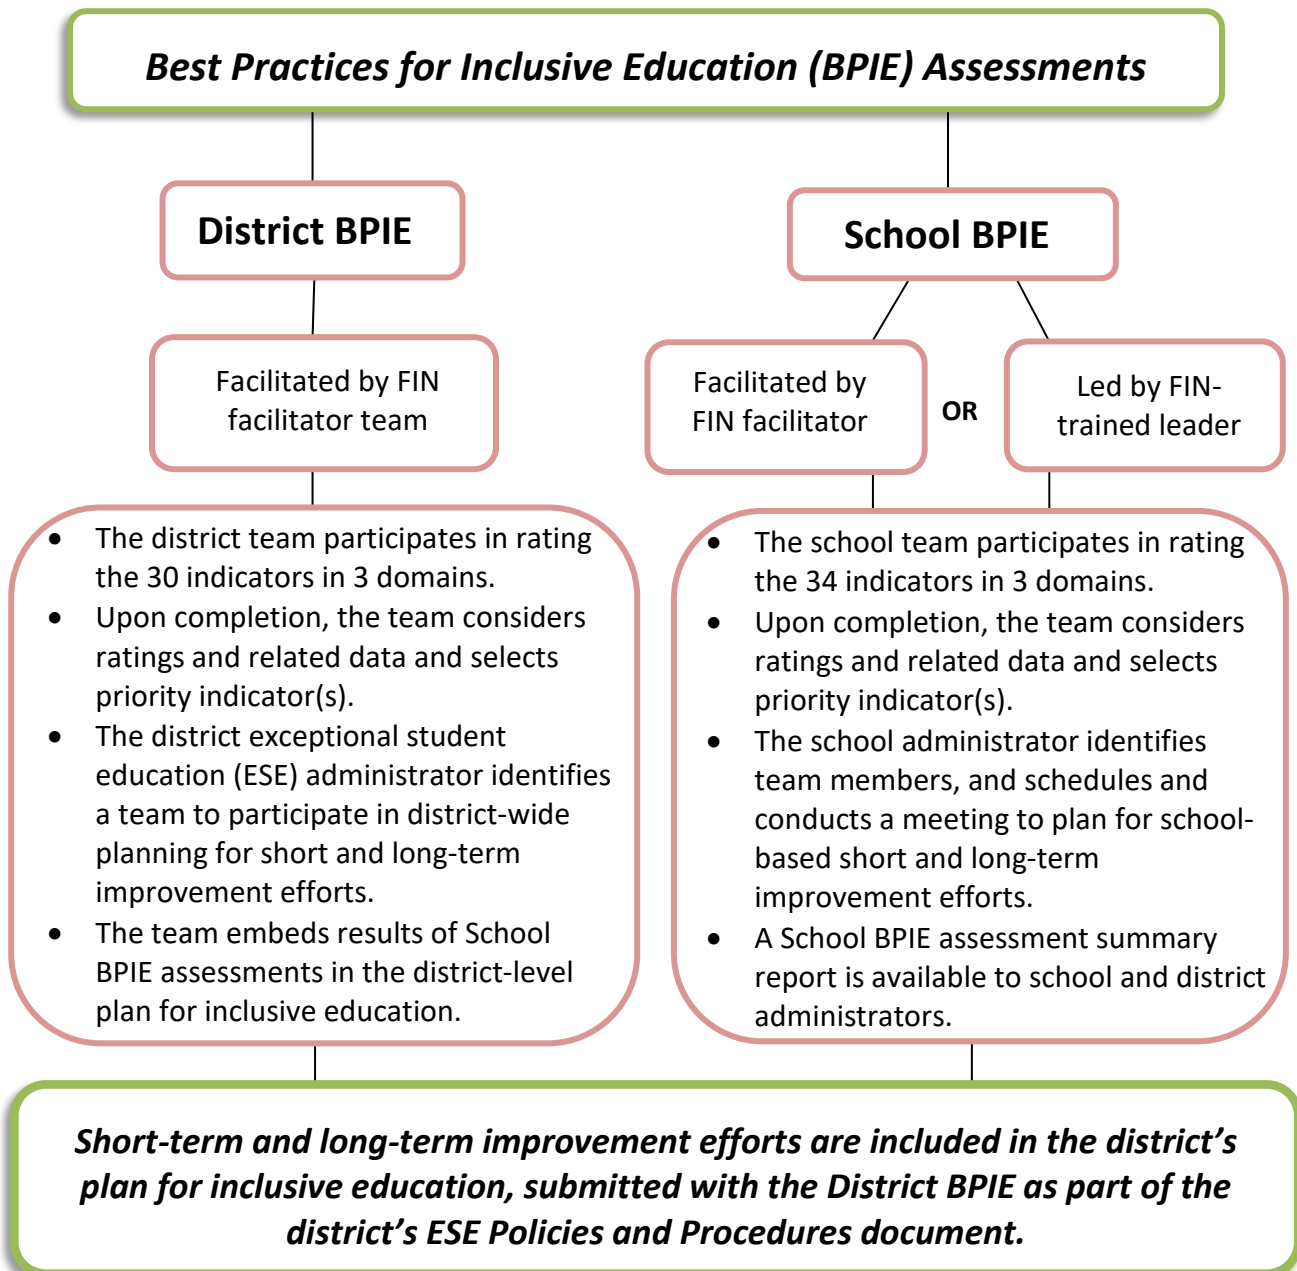 Best Practices for Inclusive Education (BPIE) Assessments
District BPIE
Facilitated by FIN
facilitator team
• The district team participates in rating
the 30 indicators in 3 domains.
• Upon completion, the team considers
ratings and related data and selects
priority indicator(s).
• The district exceptional student
education (ESE) administrator identifies
a team to participate in district-wide
planning for short and long-term
improvement efforts.
• The team embeds results of School
BPIE assessments in the district-level
plan for inclusive education.
School BPIE
Facilitated by
FIN facilitator
OR
Led by FIN-
trained leader
• The school team participates in rating
the 34 indicators in 3 domains.
• Upon completion, the team considers
ratings and related data and selects
priority indicator(s).
• The school administrator identifies
team members, and schedules and
conducts a meeting to plan for school-
based short and long-term
improvement efforts.
• A School BPIE assessment summary
report is available to school and district
administrators.
Short-term and long-term improvement efforts are included in the district’s
plan for inclusive education, submitted with the District BPIE as part of the
district’s ESE Policies and Procedures document.